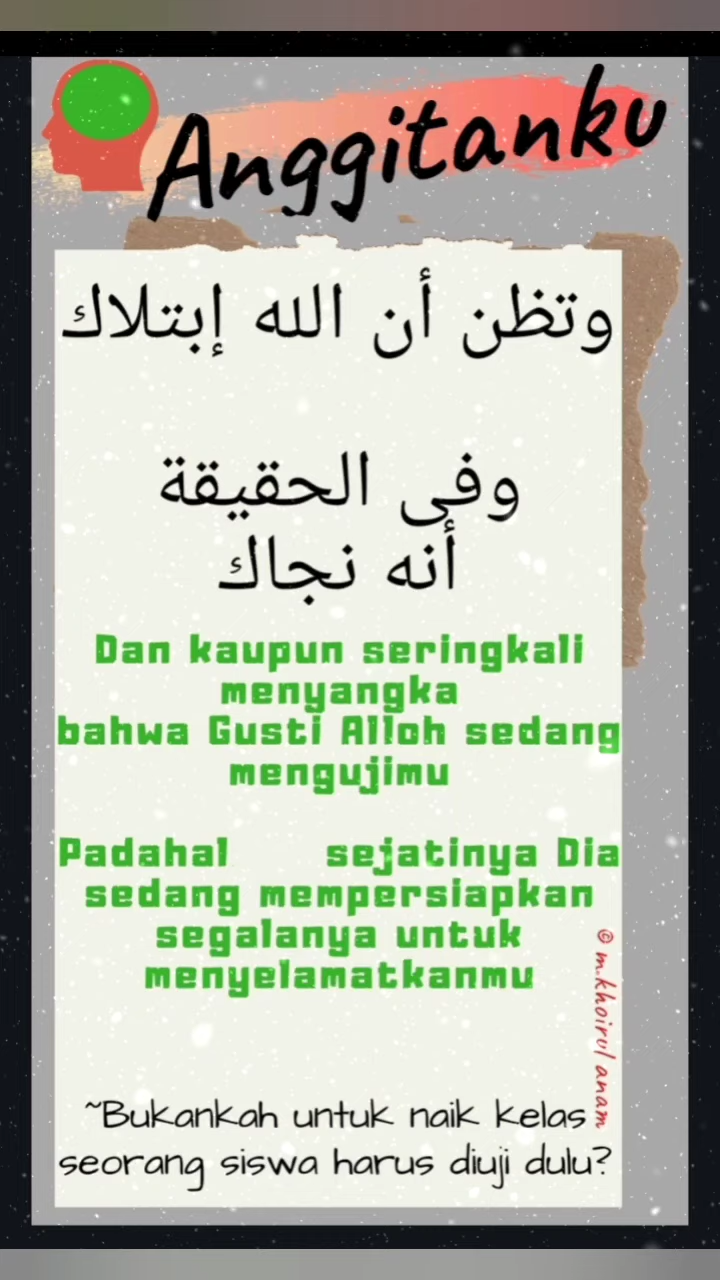 Anggitanku
وتظن أن الله إبتلاك
وفى الحقيقة
أنه نجاك
Dan kaupun seringkali
menyangka
bahwa Gusti Alloh sedang
mengujimu
Padahal sejatinya Dia
sedang mempersiapkan
segalanya untuk
menyelamatkanmu
© m.khoirul anam
~Bukankah untuk naik kelas
seorang siswa harus diuji dulu?